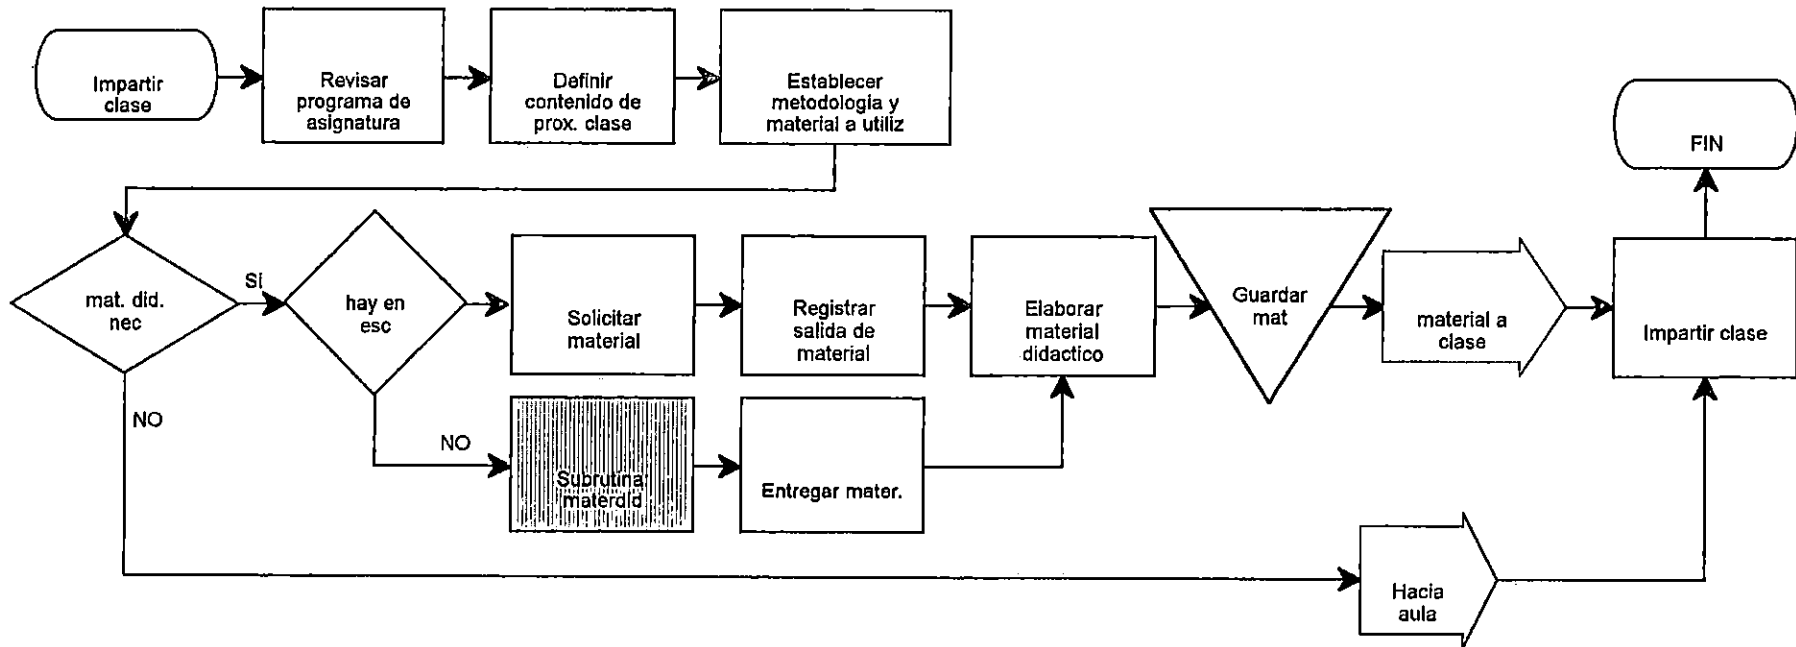 Impartir
clase
Revisar
programa de
asignatura
Definir
contenido de
prox. clase
Establecer
metodologia y
material a utiliz
FIN
mat. did.
nec
Si
hay en
esc
Solicitar
material
Registrar
salida de
material
Elaborar
material
didactico
Guardar
mat
material a
clase
Impartir clase
NO
NO
Subrutina
materdid
Entregar mater.
Hacia
aula